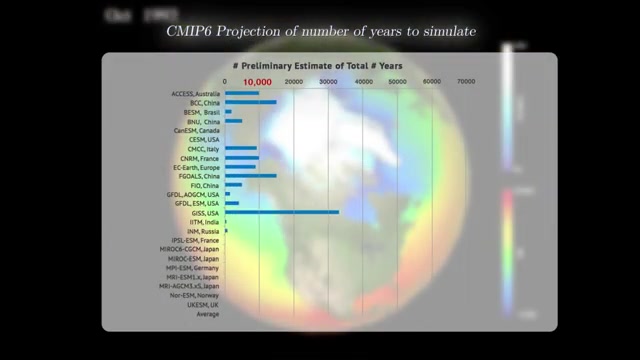 Oct 1993
CMIP6 Projection of number of years to simulate
# Preliminary Estimate of Total # Years
0 10,000 20000 30000 40000 50000 60000 70000
ACCESS,Australia
BCC, China
BESM, Brasil
BNU, China
CanESM, Canada
CESM,USA
CMCC, Italy
CNRM, France
EC-Earth, Europe
FGOALS,China
FIO, China
GFDL,AOGCM,USA
GFDL, ESM, USA
GISS, USA
IITM, India
INM, Russia
IPSL-ESM, France
MIROC6-CGCM,Japan
MIROC-ESM, Japan
MPI-ESM, Germany
MRI-ESM1.x,Japan
MRI-AGCM3.xS,Japan
Nor-ESM, Norway
UKESM, UK
Average